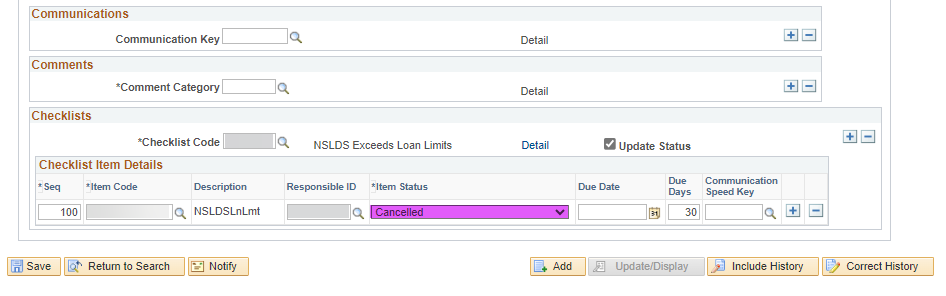 Communications
Communication Key Detail
Comments
*Comment Category Detail
Checklists
*Checklist Code NSLDS Exceeds Loan Limits Detail Update Status
Checklist Item Details
*Seq *Item Code Description Responsible ID *Item Status Due Date Due Days Communication Speed Key
100 NSLDSLnLmt Cancelled 31 30
Save Return to Search Notify Add Update/Display Include History Correct History